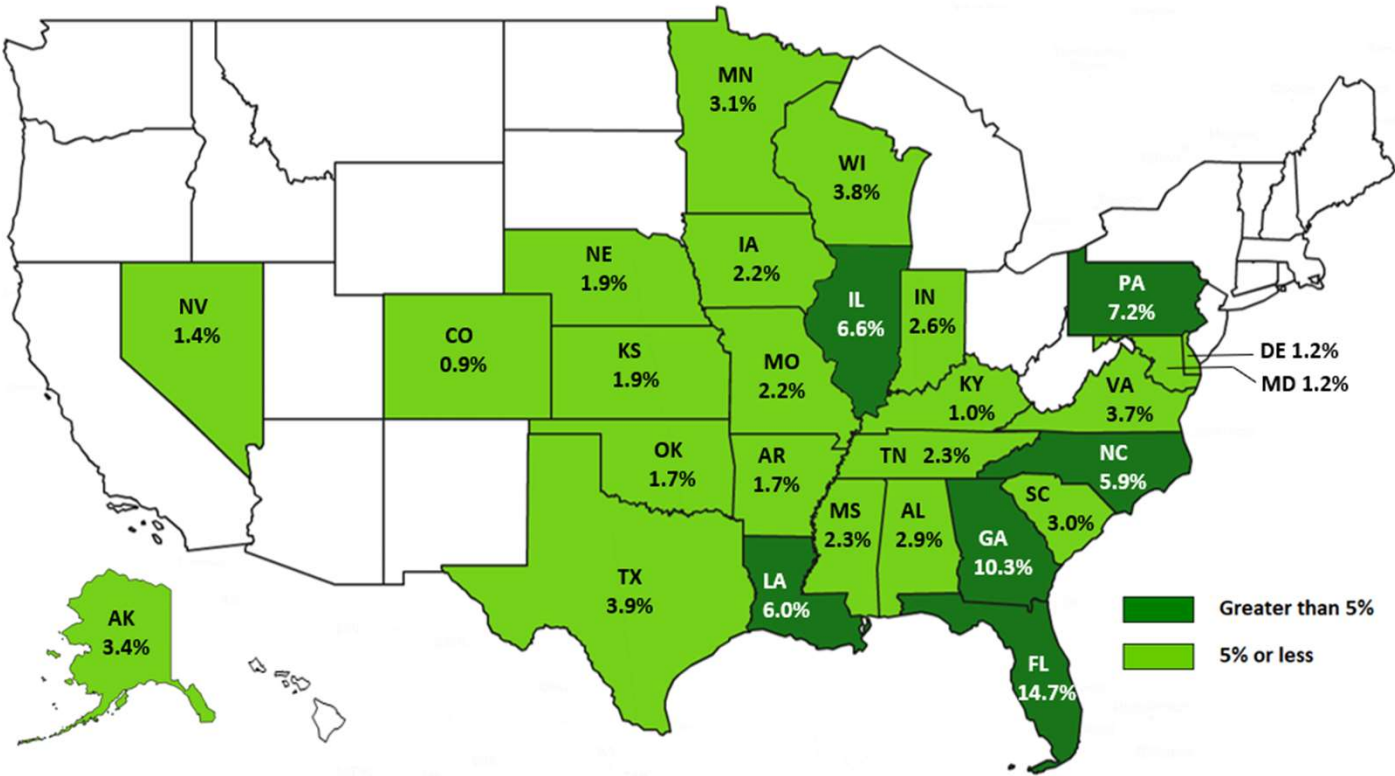 MN
3.1%
WI
3.8%
IA
2.2%
NE
1.9%
NV
1.4%
CO
0.9%
KS
1.9%
MO
2.2%
IL
6.6%
IN
2.6%
PA
7.2%
DE 1.2%
MD 1.2%
KY
1.0%
VA
3.7%
OK
1.7%
AR
1.7%
TN 2.3%
NC
5.9%
MS
2.3%
AL
2.9%
GA
10.3%
SC
3.0%
TX
3.9%
LA
6.0%
AK
3.4%
FL
14.7%
Greater than 5%
5% or less